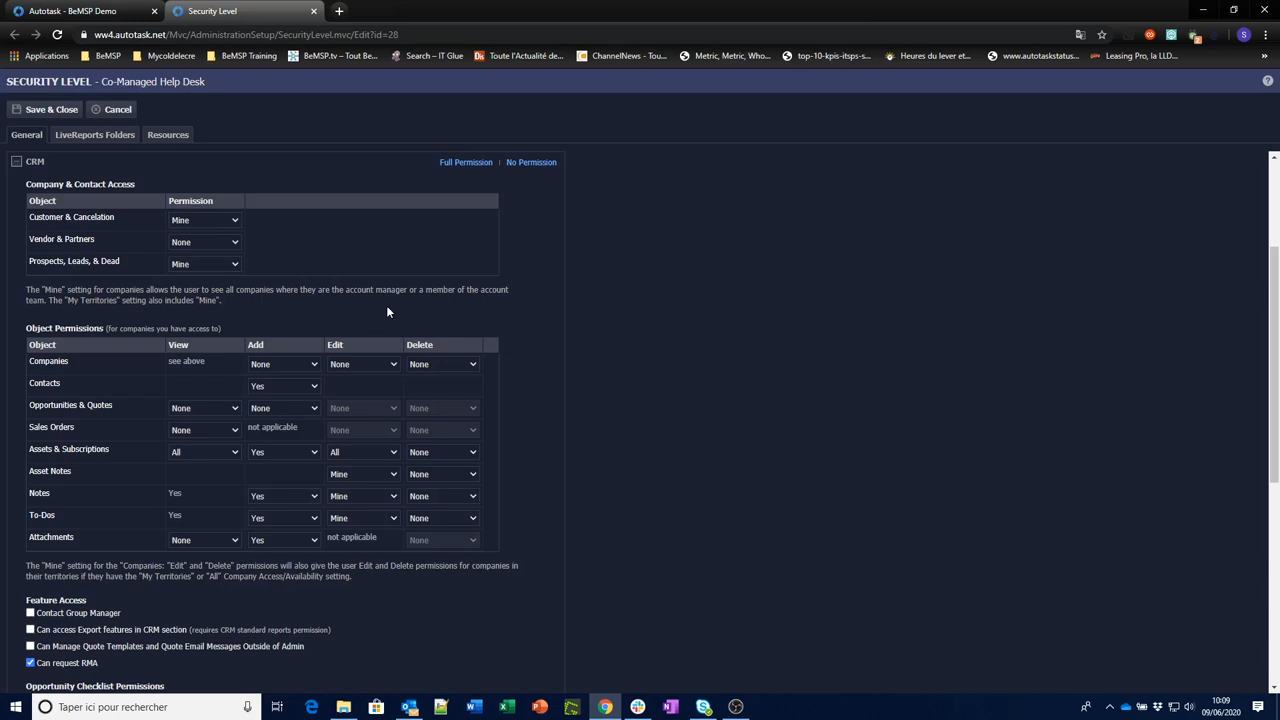 Autotask - BeMSP Demo
Security Level
ww4.autotask.net/Mvc/AdministrationSetup/SecurityLevel.mvc/Edit?id=28
Applications BeMSP Mycoldelcre BeMSP Training BeMSP.tv – Tout Be... Search – IT Glue Toute l'Actualité de... ChannelNews - Tou... Metric, Metric, Who... top-10-kpis-itsps-s... Heures du lever et... www.autotaskstatus... Leasing Pro, la LLD...
SECURITY LEVEL - Co-Managed Help Desk
Save & Close Cancel
General LiveReports Folders Resources
CRM Full Permission | No Permission
Company & Contact Access
Object Permission
Customer & Cancelation Mine
Vendor & Partners None
Prospects, Leads, & Dead Mine
The "Mine" setting for companies allows the user to see all companies where they are the account manager or a member of the account
team. The "My Territories" setting also includes "Mine".
Object Permissions (for companies you have access to)
Object View Add Edit Delete
Companies see above None None None
Contacts Yes
Opportunities & Quotes None None None None
Sales Orders None not applicable None None
Assets & Subscriptions All Yes All None
Asset Notes Mine None
Notes Yes Yes Mine None
To-Dos Yes Yes Mine None
Attachments None Yes not applicable None
The "Mine" setting for the "Companies: "Edit" and "Delete" permissions will also give the user Edit and Delete permissions for companies in
their territories if they have the "My Territories" or "All" Company Access/Availability setting.
Feature Access
Contact Group Manager
Can access Export features in CRM section (requires CRM standard reports permission)
Can Manage Quote Templates and Quote Email Messages Outside of Admin
Can request RMA
Opportunity Checklist Permissions
Taper ici pour rechercher
10:09
09/06/2020